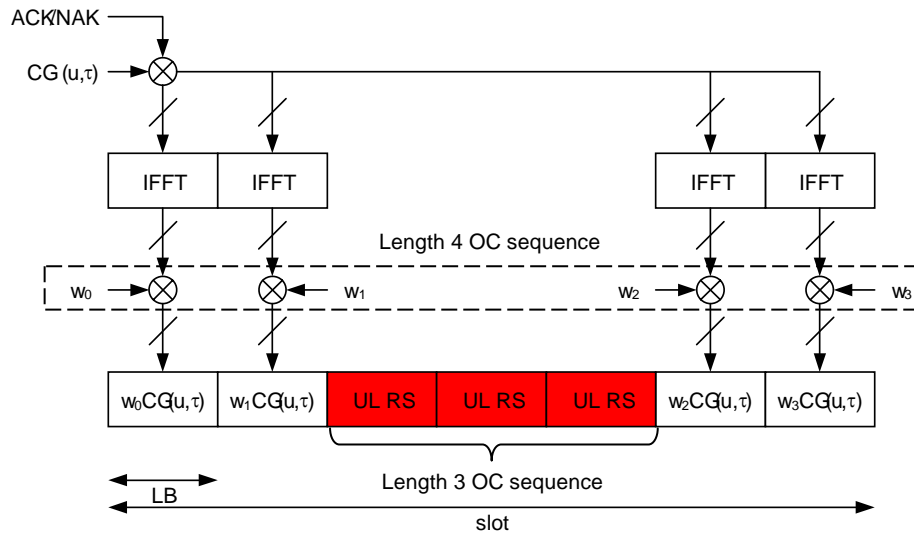 ACK/NAK
CG(u,τ)
IFFT IFFT IFFT IFFT
Length 4 OC sequence
w0 w1 w2 w3
w0CG(u,τ) w1CG(u,τ) UL RS UL RS UL RS w2CG(u,τ) w3CG(u,τ)
Length 3 OC sequence
LB
slot